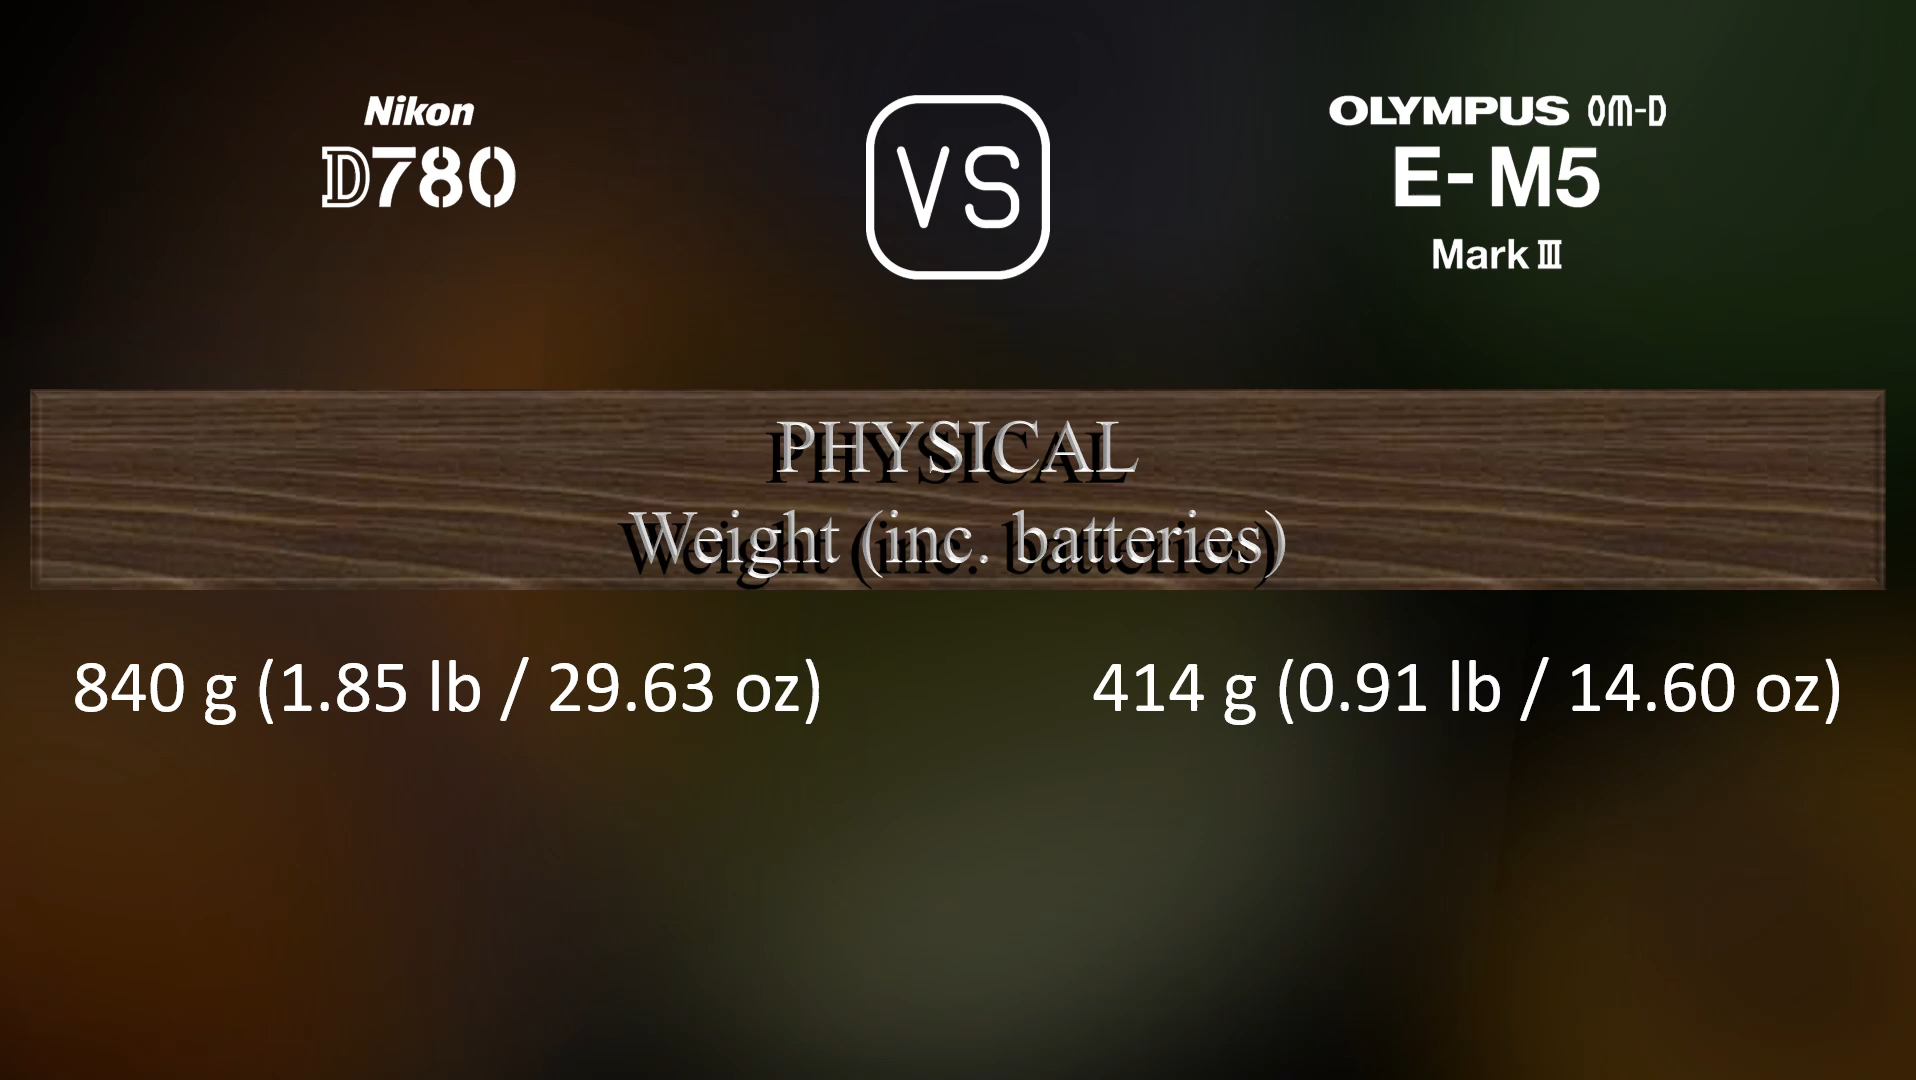 Nikon
D780
VS
OLYMPUS OM-D
E-M5
Mark III
PHYSICAL
Weight (inc. batteries)
840 g (1.85 lb / 29.63 oz)
414 g (0.91 lb / 14.60 oz)